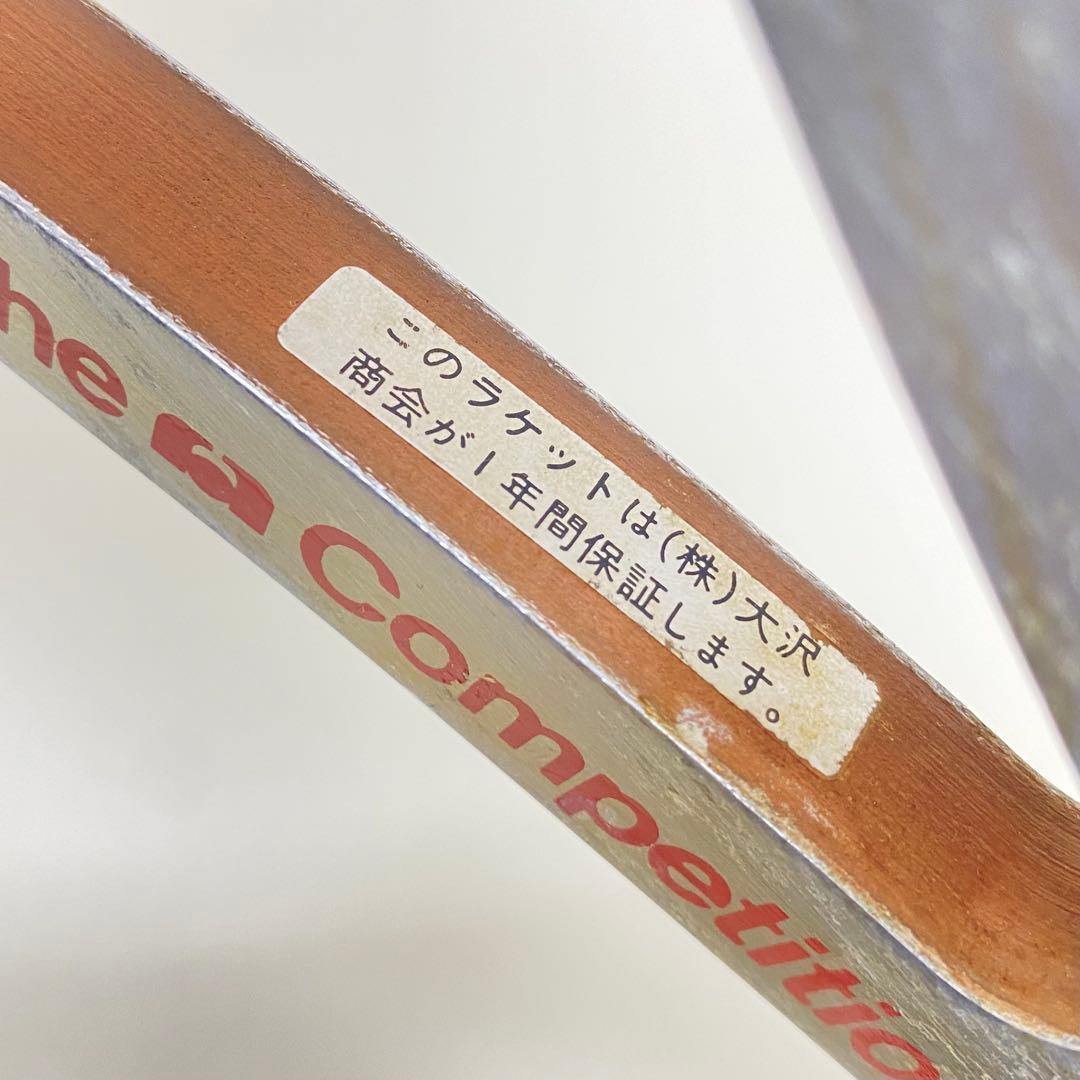 このラケットは(株)大沢
商会が1年間保証します。
he Competitio